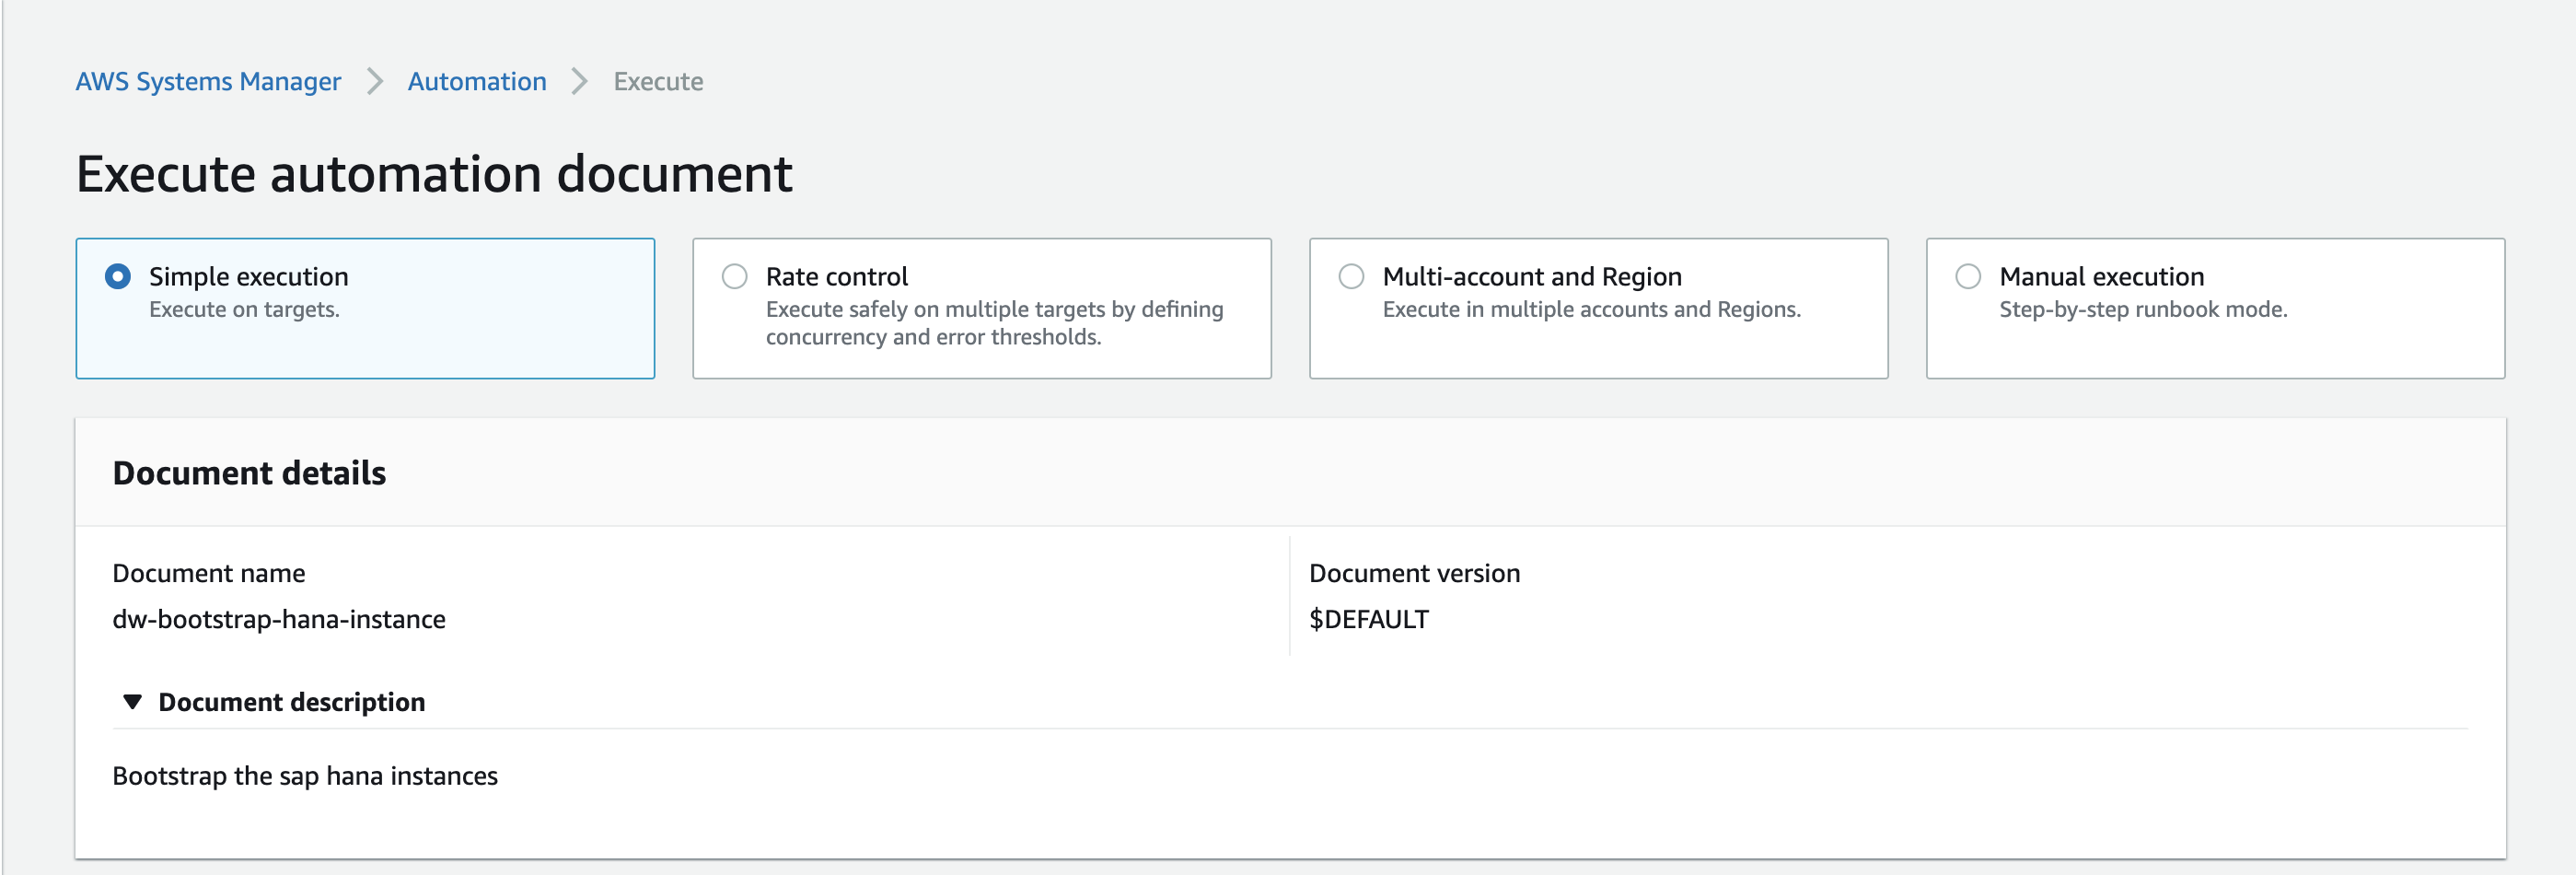 AWS Systems Manager > Automation > Execute
Execute automation document
Simple execution
Execute on targets.
Rate control
Execute safely on multiple targets by defining
concurrency and error thresholds.
Multi-account and Region
Execute in multiple accounts and Regions.
Manual execution
Step-by-step runbook mode.
Document details
Document name
dw-bootstrap-hana-instance
Document version
$DEFAULT
Document description
Bootstrap the sap hana instances